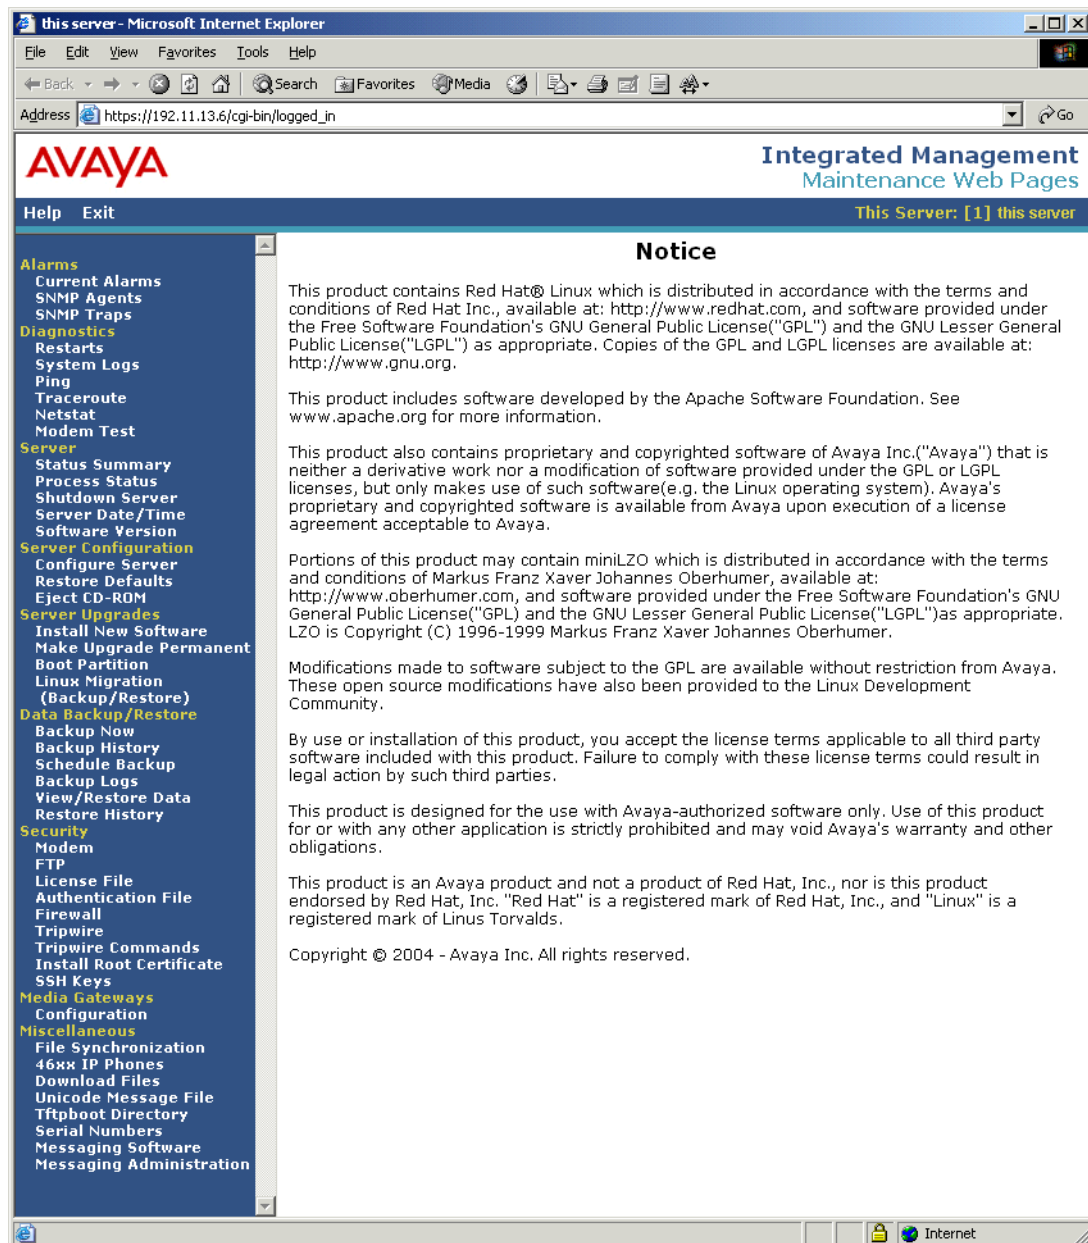 this server - Microsoft Internet Explorer
File Edit View Favorites Tools Help
Back Search Favorites Media
Address https://192.11.13.6/cgi-bin/logged_in Go
AVAYA
Integrated Management
Maintenance Web Pages
Help Exit This Server: [1] this server
Alarms
Current Alarms
SNMP Agents
SNMP Traps
Diagnostics
Restarts
System Logs
Ping
Traceroute
Netstat
Modem Test
Server
Status Summary
Process Status
Shutdown Server
Server Date/Time
Software Version
Server Configuration
Configure Server
Restore Defaults
Eject CD-ROM
Server Upgrades
Install New Software
Make Upgrade Permanent
Boot Partition
Linux Migration
(Backup/Restore)
Data Backup/Restore
Backup Now
Backup History
Schedule Backup
Backup Logs
View/Restore Data
Restore History
Security
Modem
FTP
License File
Authentication File
Firewall
Tripwire
Tripwire Commands
Install Root Certificate
SSH Keys
Media Gateways
Configuration
Miscellaneous
File Synchronization
46xx IP Phones
Download Files
Unicode Message File
Tftpboot Directory
Serial Numbers
Messaging Software
Messaging Administration
Notice
This product contains Red Hat® Linux which is distributed in accordance with the terms and
conditions of Red Hat Inc., available at: http://www.redhat.com, and software provided under
the Free Software Foundation's GNU General Public License("GPL") and the GNU Lesser General
Public License("LGPL") as appropriate. Copies of the GPL and LGPL licenses are available at:
http://www.gnu.org.
This product includes software developed by the Apache Software Foundation. See
www.apache.org for more information.
This product also contains proprietary and copyrighted software of Avaya Inc.("Avaya") that is
neither a derivative work nor a modification of software provided under the GPL or LGPL
licenses, but only makes use of such software(e.g. the Linux operating system). Avaya's
proprietary and copyrighted software is available from Avaya upon execution of a license
agreement acceptable to Avaya.
Portions of this product may contain miniLZO which is distributed in accordance with the terms
and conditions of Markus Franz Xaver Johannes Oberhumer, available at:
http://www.oberhumer.com, and software provided under the Free Software Foundation's GNU
General Public License("GPL) and the GNU Lesser General Public License("LGPL")as appropriate.
LZO is Copyright (C) 1996-1999 Markus Franz Xaver Johannes Oberhumer.
Modifications made to software subject to the GPL are available without restriction from Avaya.
These open source modifications have also been provided to the Linux Development
Community.
By use or installation of this product, you accept the license terms applicable to all third party
software included with this product. Failure to comply with these license terms could result in
legal action by such third parties.
This product is designed for the use with Avaya-authorized software only. Use of this product
for or with any other application is strictly prohibited and may void Avaya's warranty and other
obligations.
This product is an Avaya product and not a product of Red Hat, Inc., nor is this product
endorsed by Red Hat, Inc. "Red Hat" is a registered mark of Red Hat, Inc., and "Linux" is a
registered mark of Linus Torvalds.
Copyright © 2004 - Avaya Inc. All rights reserved.
Internet